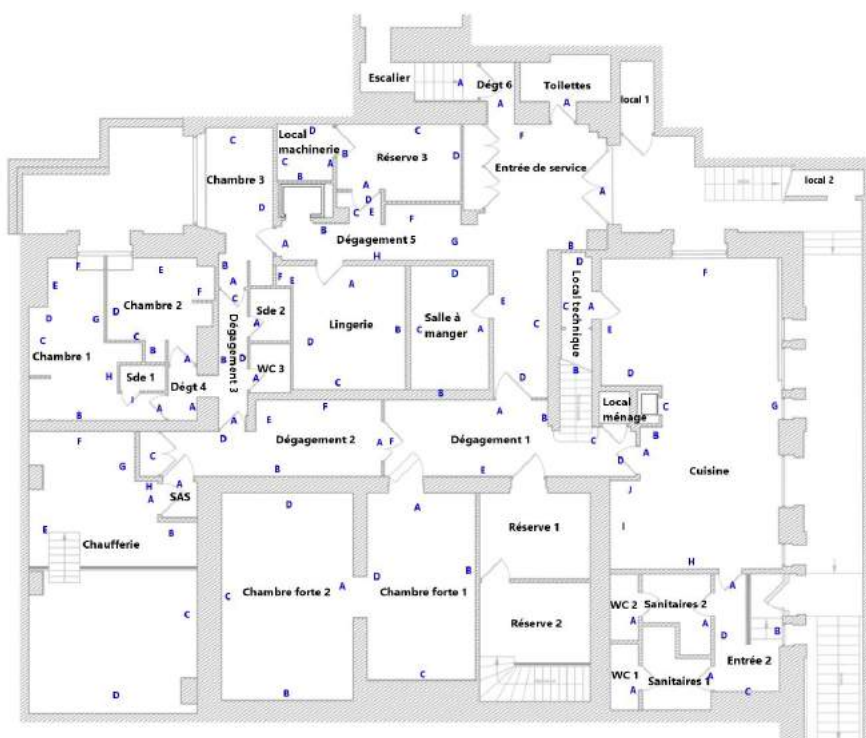 Escalier
A
Dégt 6
Toilettes
local 1
A
A
C
D
Local
machinerie
C
F
C
A
B
Réserve 3
D
B
Chambre 3
A
Entrée de service
A
local 2
D
D
C
E
F
B
A
Dégagement 5
G
H
B
F
E
E
B
F
A
F
E
A
D
D
F
E
C
D
F
C
A
E
C
E
D
G
Sde 2
A
D
Lingerie
B
C
Salle à
manger
A
C
Local technique
C
Chambre 1
C
B
A
Dégagement 3
B
D
WC 3
A
C
B
D
B
D
G
H
Sde 1
I
A
Dégt 4
A
B
A
F
E
D
A
B
Local
ménage
C
C
B
F
D
Dégagement 2
A
F
Dégagement 1
A
B
E
D
G
C
H
A
A
SAS
B
J
I
Cuisine
E
Chaufferie
D
A
Réserve 1
H
C
Chambre forte 2
A
D
Chambre forte 1
B
WC 2
A
Sanitaires 2
A
A
B
C
Réserve 2
D
Entrée 2
C
D
B
C
WC 1
A
Sanitaires 1
A